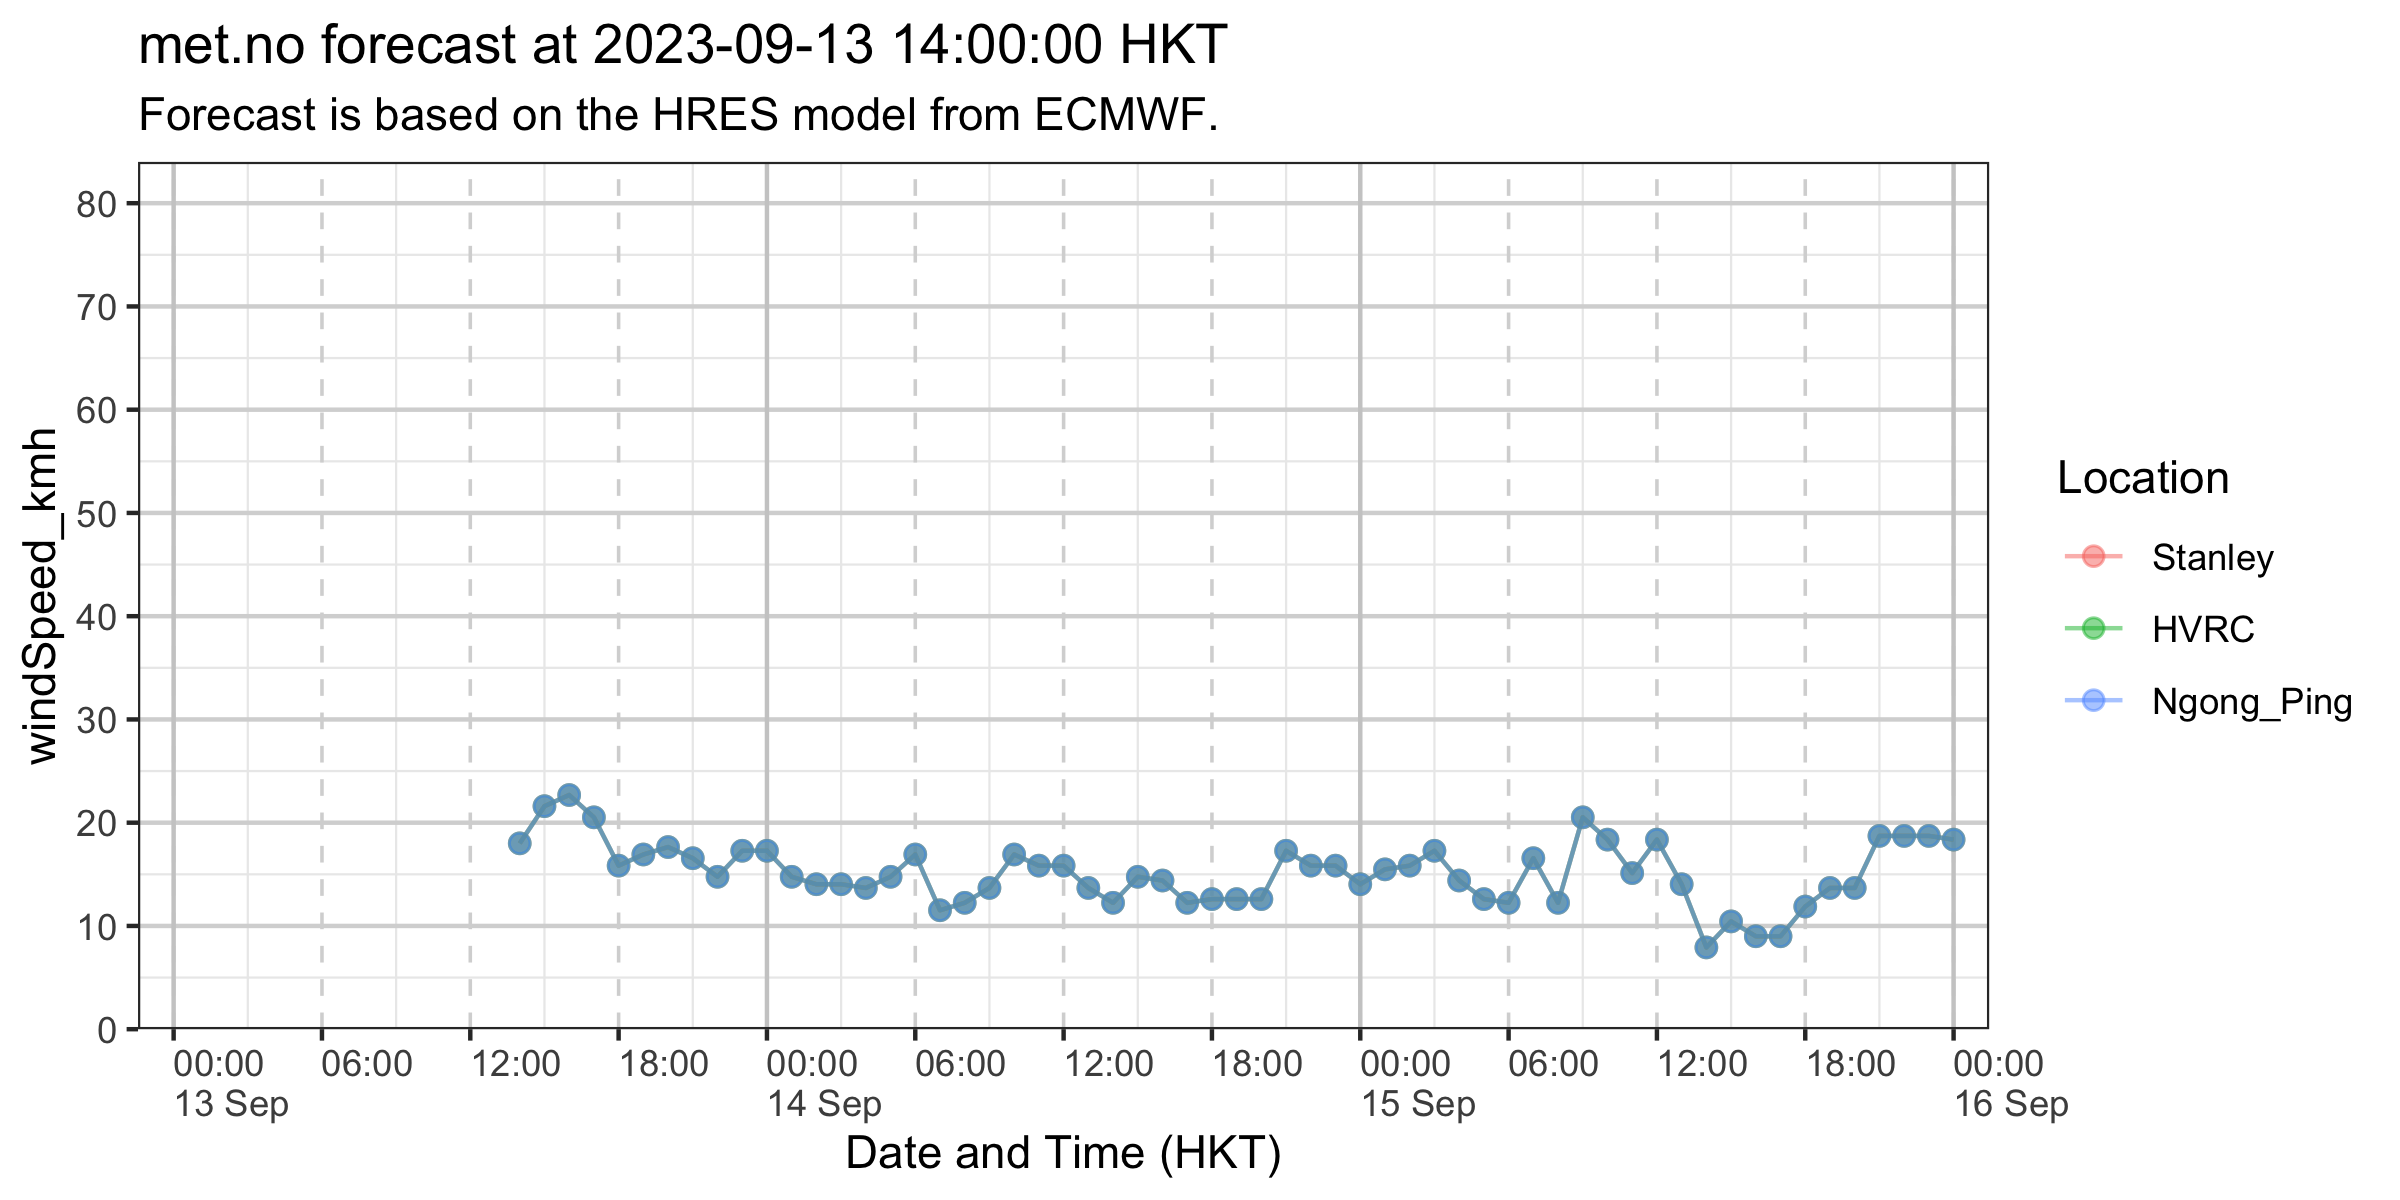 met.no forecast at 2023-09-13 14:00:00 HKT
Forecast is based on the HRES model from ECMWF.
windSpeed_kmh
80
70
60
50
40
30
20
10
0
00:00 06:00 12:00 18:00 00:00 06:00 12:00 18:00 00:00 06:00 12:00 18:00 00:00
13 Sep 14 Sep 15 Sep 16 Sep
Date and Time (HKT)
Location
Stanley
HVRC
Ngong_Ping